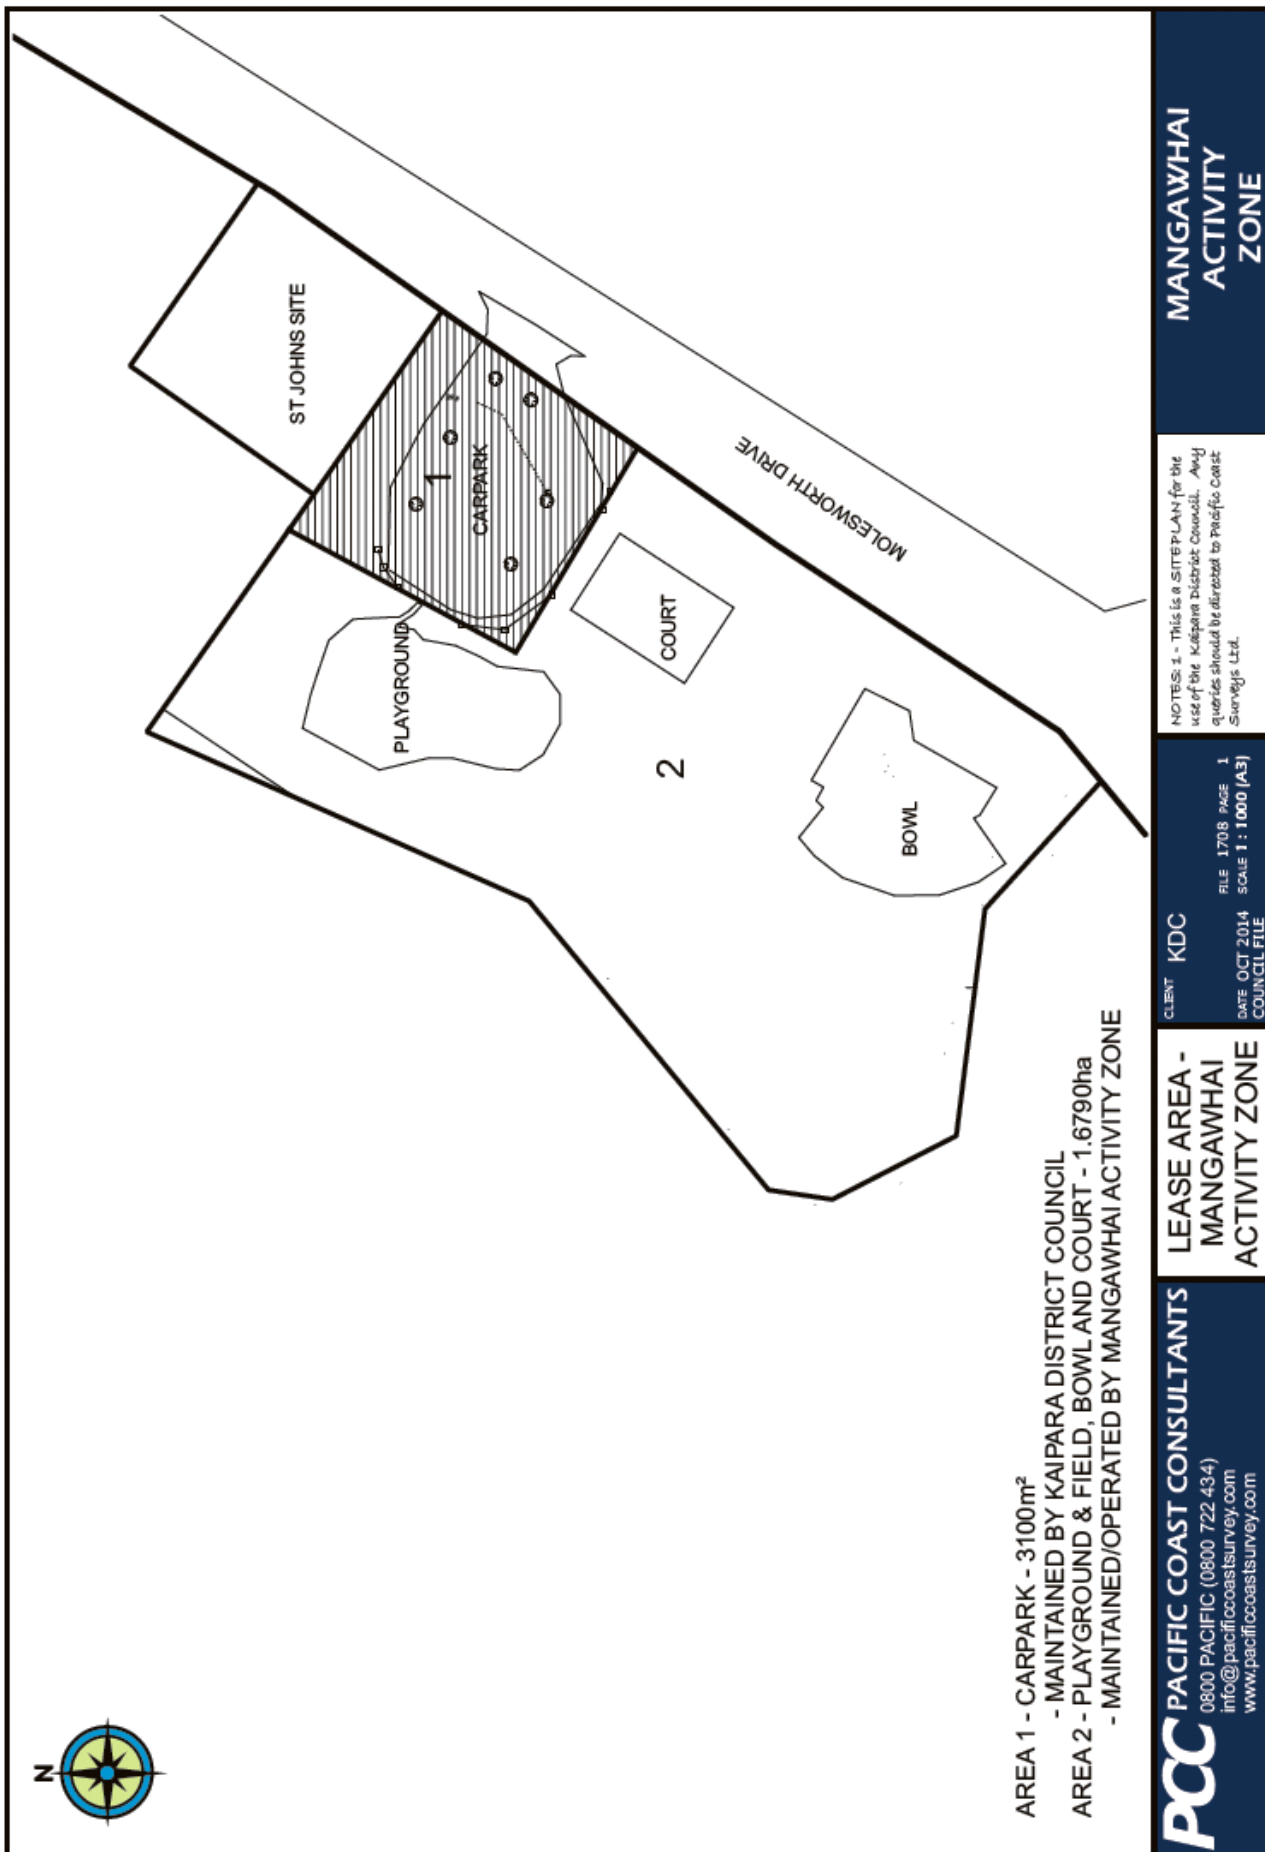 N
ST JOHNS SITE
1
CARPARK
PLAYGROUND
COURT
MOLESWORTH DRIVE
2
BOWL
AREA 1 - CARPARK - 3100m²
- MAINTAINED BY KAIPARA DISTRICT COUNCIL
AREA 2 - PLAYGROUND & FIELD, BOWL AND COURT - 1.6790ha
- MAINTAINED/OPERATED BY MANGAWHAI ACTIVITY ZONE
PCC PACIFIC COAST CONSULTANTS
0800 PACIFIC (0800 722 434)
info@pacificcoastsurvey.com
www.pacificcoastsurvey.com
LEASE AREA -
MANGAWHAI
ACTIVITY ZONE
CLIENT KDC
FILE 1708 PAGE 1
DATE OCT 2014 SCALE 1 : 1000 (A3)
COUNCIL FILE
NOTES: 1 - This is a SITE PLAN for the
use of the Kaipara District Council. Any
queries should be directed to Pacific Coast
Surveys Ltd.
MANGAWHAI
ACTIVITY
ZONE